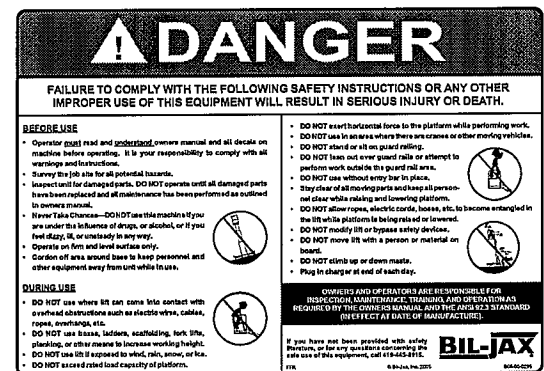 DANGER
FAILURE TO COMPLY WITH THE FOLLOWING SAFETY INSTRUCTIONS OR ANY OTHER
IMPROPER USE OF THIS EQUIPMENT WILL RESULT IN SERIOUS INJURY OR DEATH.
BEFORE USE
• Operator must read and understand owners manual and all decals on
machine before operating. It is your responsibility to comply with all
warnings and instructions.
• Survey the job site for all potential hazards.
• Inspect unit for damaged parts. DO NOT operate until all damaged parts
have been replaced and all maintenance has been performed as outlined
in owners manual.
• Never Take Chances—DO NOT use this machine if you
are under the influence of drugs, or alcohol, or if you
feel dizzy, ill, or unsteady in any way.
• Operate on firm and level surface only.
• Cordon off area around base to keep personnel and
other equipment away from unit while in use.
DURING USE
• DO NOT use where lift can come into contact with
overhead obstructions such as electric wires, cables,
ropes, overhangs, etc.
• DO NOT use boxes, ladders, scaffolding, fork lifts,
planking, or other means to increase working height.
• DO NOT use lift if exposed to wind, rain, snow, or ice.
• DO NOT exceed rated load capacity of platform.
• DO NOT exert horizontal force to the platform while performing work.
• DO NOT use in an area where there are cranes or other moving vehicles.
• DO NOT stand or sit on guard railing.
• DO NOT lean out over guard rails or attempt to
perform work outside the guard rail area.
• DO NOT use without entry bar in place.
• Stay clear of all moving parts and keep all person-
nel clear while raising and lowering platform.
• DO NOT allow ropes, electric cords, hoses, etc. to become entangled in
the lift while platform is being raised or lowered.
• DO NOT modify lift or bypass safety devices.
• DO NOT move lift with a person or material on
board.
• DO NOT climb up or down masts.
• Plug in charger at end of each day.
OWNERS AND OPERATORS ARE RESPONSIBLE FOR
INSPECTION, MAINTENANCE, TRAINING, AND OPERATION AS
REQUIRED BY THE OWNERS MANUAL AND THE ANSI 92.3 STANDARD
(IN EFFECT AT DATE OF MANUFACTURE).
If you have not been provided with safety
literature, or for any questions concerning the
safe use of this equipment, call 419-445-8915.
BIL-JAX
© Bil-Jax, Inc. 2005
B06-00-0295